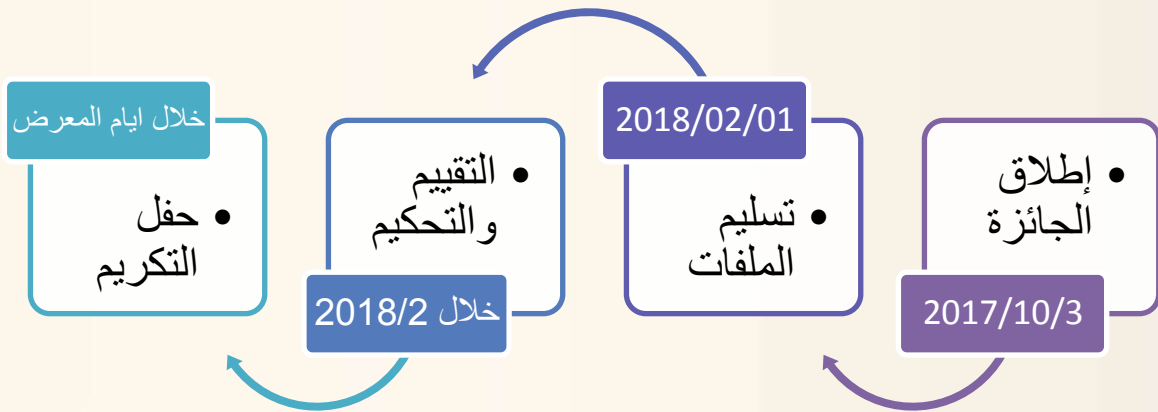 إطلاق
الجائزة
2017/10/3
2018/02/01
تسليم
الملفات
التقييم
والتحكيم
خلال 2018/2
خلال ايام المعرض
حفل
التكريم